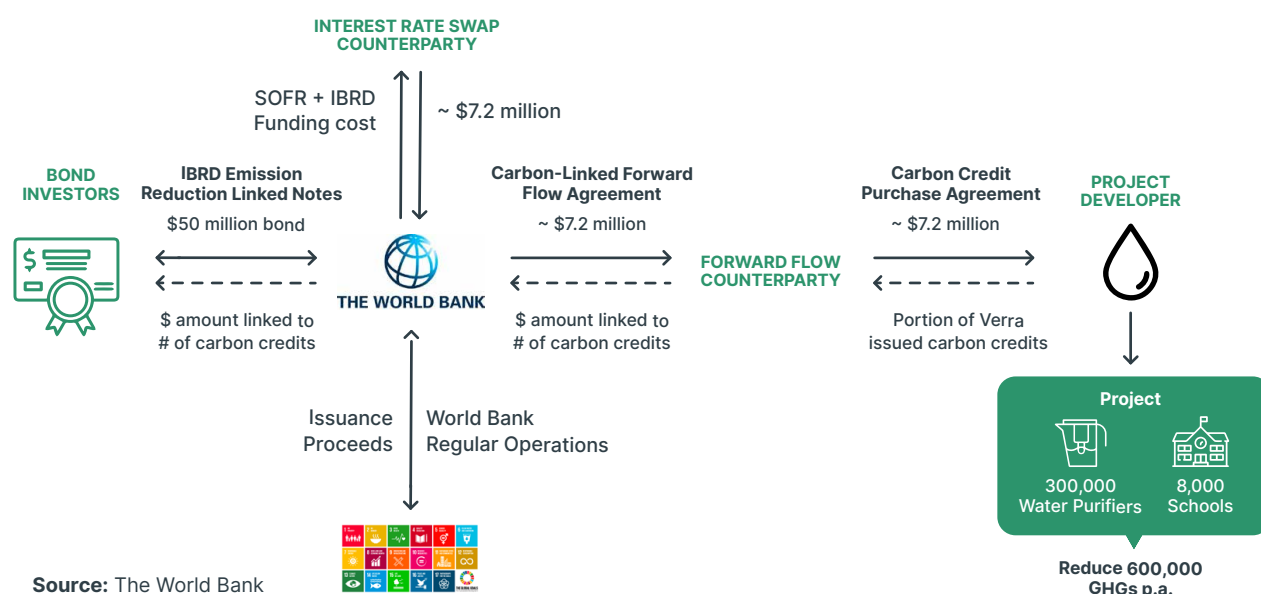 INTEREST RATE SWAP
COUNTERPARTY
SOFR + IBRD
Funding cost
~ $7.2 million
BOND
INVESTORS
IBRD Emission
Reduction Linked Notes
$50 million bond
$
$ amount linked to
# of carbon credits
THE WORLD BANK
Carbon-Linked Forward
Flow Agreement
~ $7.2 million
$ amount linked to
# of carbon credits
FORWARD FLOW
COUNTERPARTY
Carbon Credit
Purchase Agreement
~ $7.2 million
Portion of Verra
issued carbon credits
PROJECT
DEVELOPER
Issuance
Proceeds
World Bank
Regular Operations
Project
300,000
Water Purifiers
8,000
Schools
Reduce 600,000
GHGs p.a.
Source: The World Bank